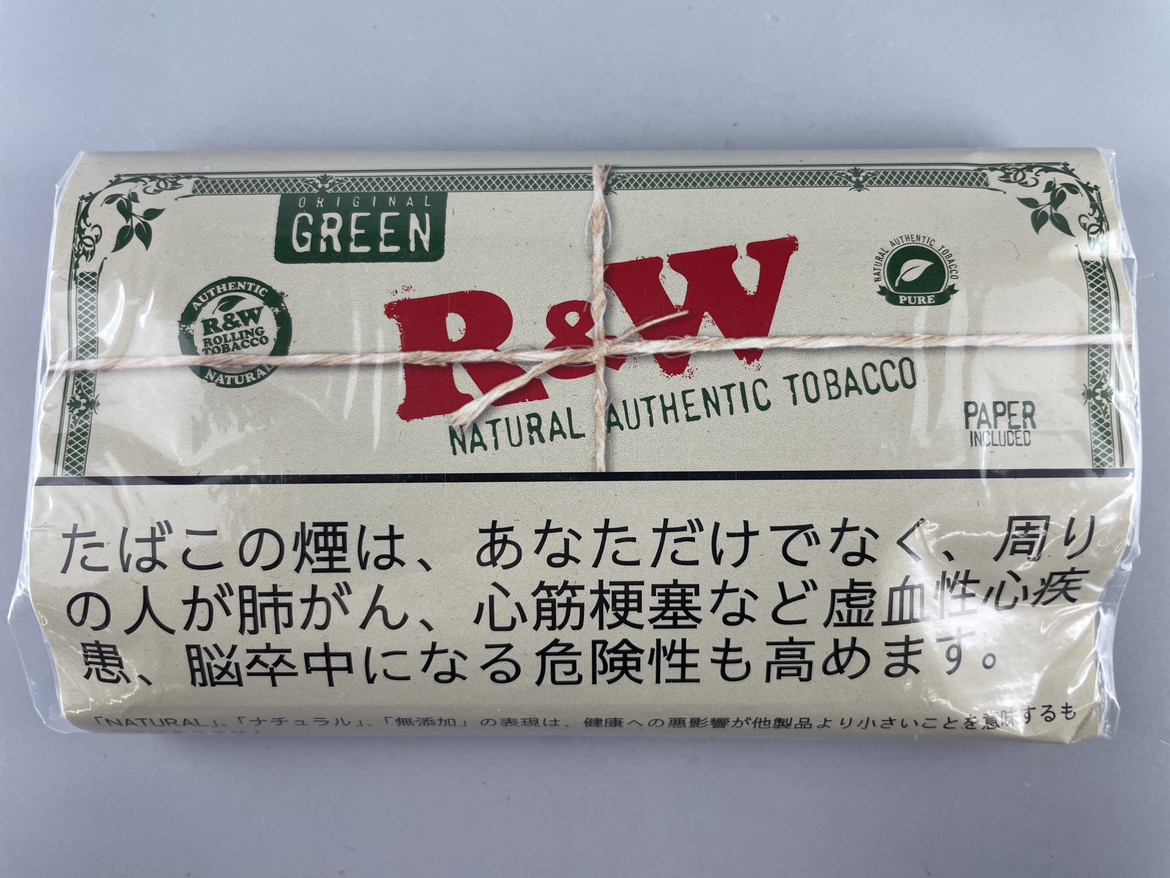 ORIGINAL
GREEN
AUTHENTIC
R&W
ROLLING
TOBACCO
NATURAL
R&W
NATURAL AUTHENTIC TOBACCO
NATURAL AUTHENTIC TOBACCO
PURE
PAPER
INCLUDED
たばこの煙は、あなただけでなく、周り
の人が肺がん、心筋梗塞など虚血性心疾
患、脳卒中になる危険性も高めます。
「NATURAL」、「ナチュラル」、「無添加」の表現は、健康への悪影響が他製品より小さいことを意味するも